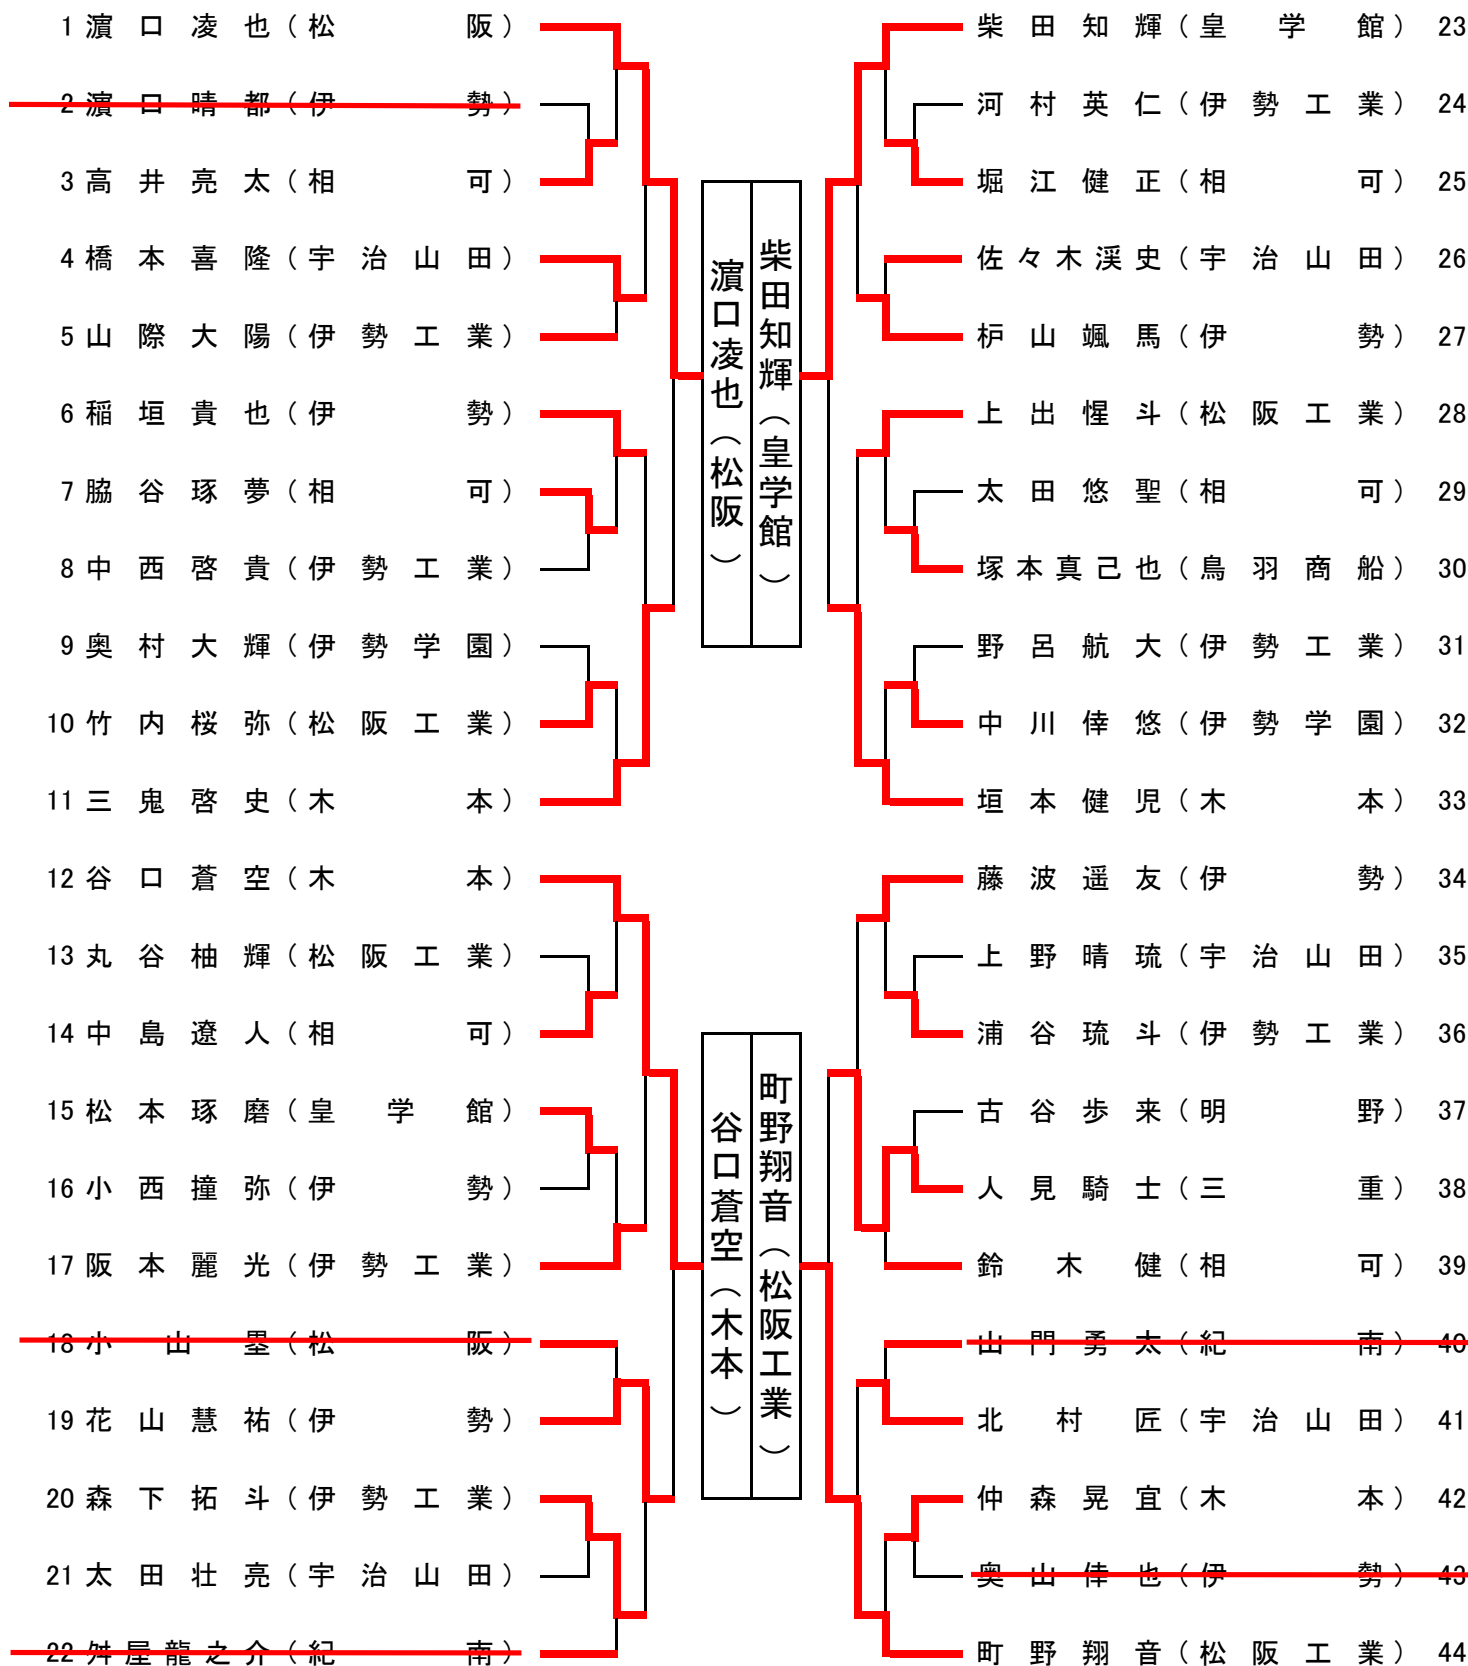 1 濵口凌也（松阪）
2 濵口晴都（伊勢）
3 高井亮太（相可）
4 橋本喜隆（宇治山田）
5 山際大陽（伊勢工業）
6 稲垣貴也（伊勢）
7 脇谷琢夢（相可）
8 中西啓貴（伊勢工業）
9 奥村大輝（伊勢学園）
10 竹内桜弥（松阪工業）
11 三鬼啓史（木本）
12 谷口蒼空（木本）
13 丸谷柚輝（松阪工業）
14 中島遼人（相可）
15 松本琢磨（皇学館）
16 小西撞弥（伊勢）
17 阪本麗光（伊勢工業）
18 小山塁（松阪）
19 花山慧祐（伊勢）
20 森下拓斗（伊勢工業）
21 太田壮亮（宇治山田）
22 舛屋龍之介（紀南）
濵口凌也（松阪）
柴田知輝（皇学館）
谷口蒼空（木本）
町野翔音（松阪工業）
柴田知輝（皇学館） 23
河村英仁（伊勢工業） 24
堀江健正（相可） 25
佐々木渓史（宇治山田） 26
枦山颯馬（伊勢） 27
上出惺斗（松阪工業） 28
太田悠聖（相可） 29
塚本真己也（鳥羽商船） 30
野呂航大（伊勢工業） 31
中川倖悠（伊勢学園） 32
垣本健児（木本） 33
藤波遥友（伊勢） 34
上野晴琉（宇治山田） 35
浦谷琉斗（伊勢工業） 36
古谷歩来（明野） 37
人見騎士（三重） 38
鈴木健（相可） 39
山門勇太（紀南） 40
北村匠（宇治山田） 41
仲森晃宜（木本） 42
奥山倖也（伊勢） 43
町野翔音（松阪工業） 44